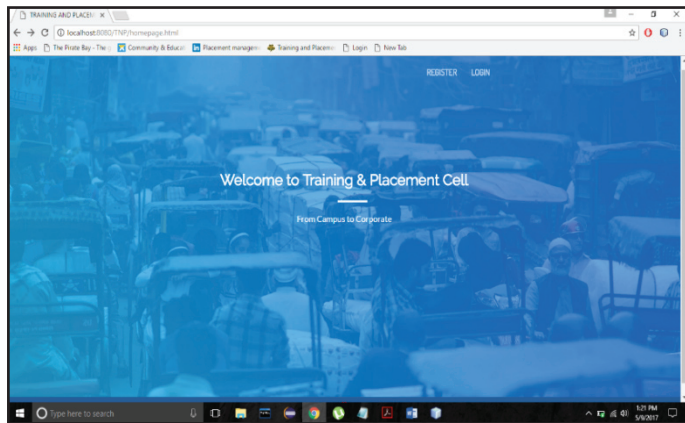 TRAINING AND PLACEM
localhost:8080/TNP/homepage.html
Apps The Pirate Bay - The Community & Educati Placement managem Training and Placeme Login New Tab
REGISTER LOGIN
Welcome to Training & Placement Cell
From Campus to Corporate
Type here to search
1:21 PM
5/9/2017